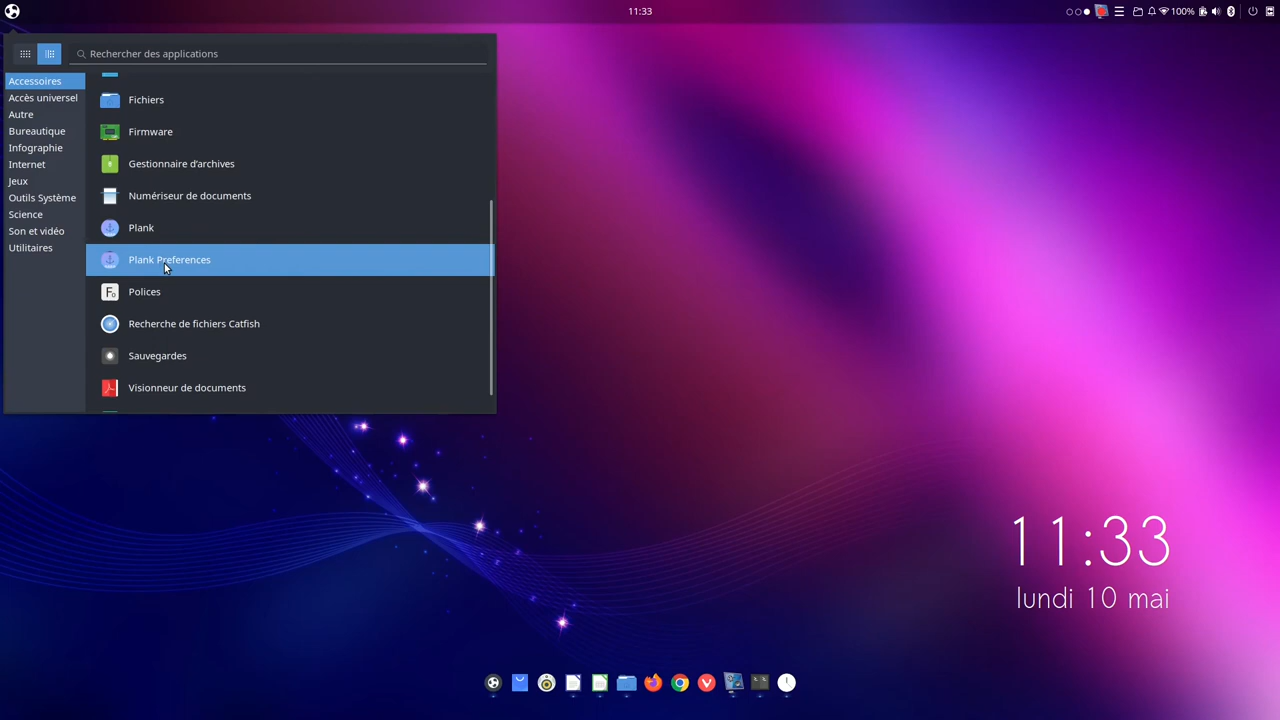 11:33
100%
Rechercher des applications
Accessoires
Accès universel
Autre
Bureautique
Infographie
Internet
Jeux
Outils Système
Science
Son et vidéo
Utilitaires
Fichiers
Firmware
Gestionnaire d'archives
Numériseur de documents
Plank
Plank Preferences
Polices
Recherche de fichiers Catfish
Sauvegardes
Visionneur de documents
11:33
lundi 10 mai